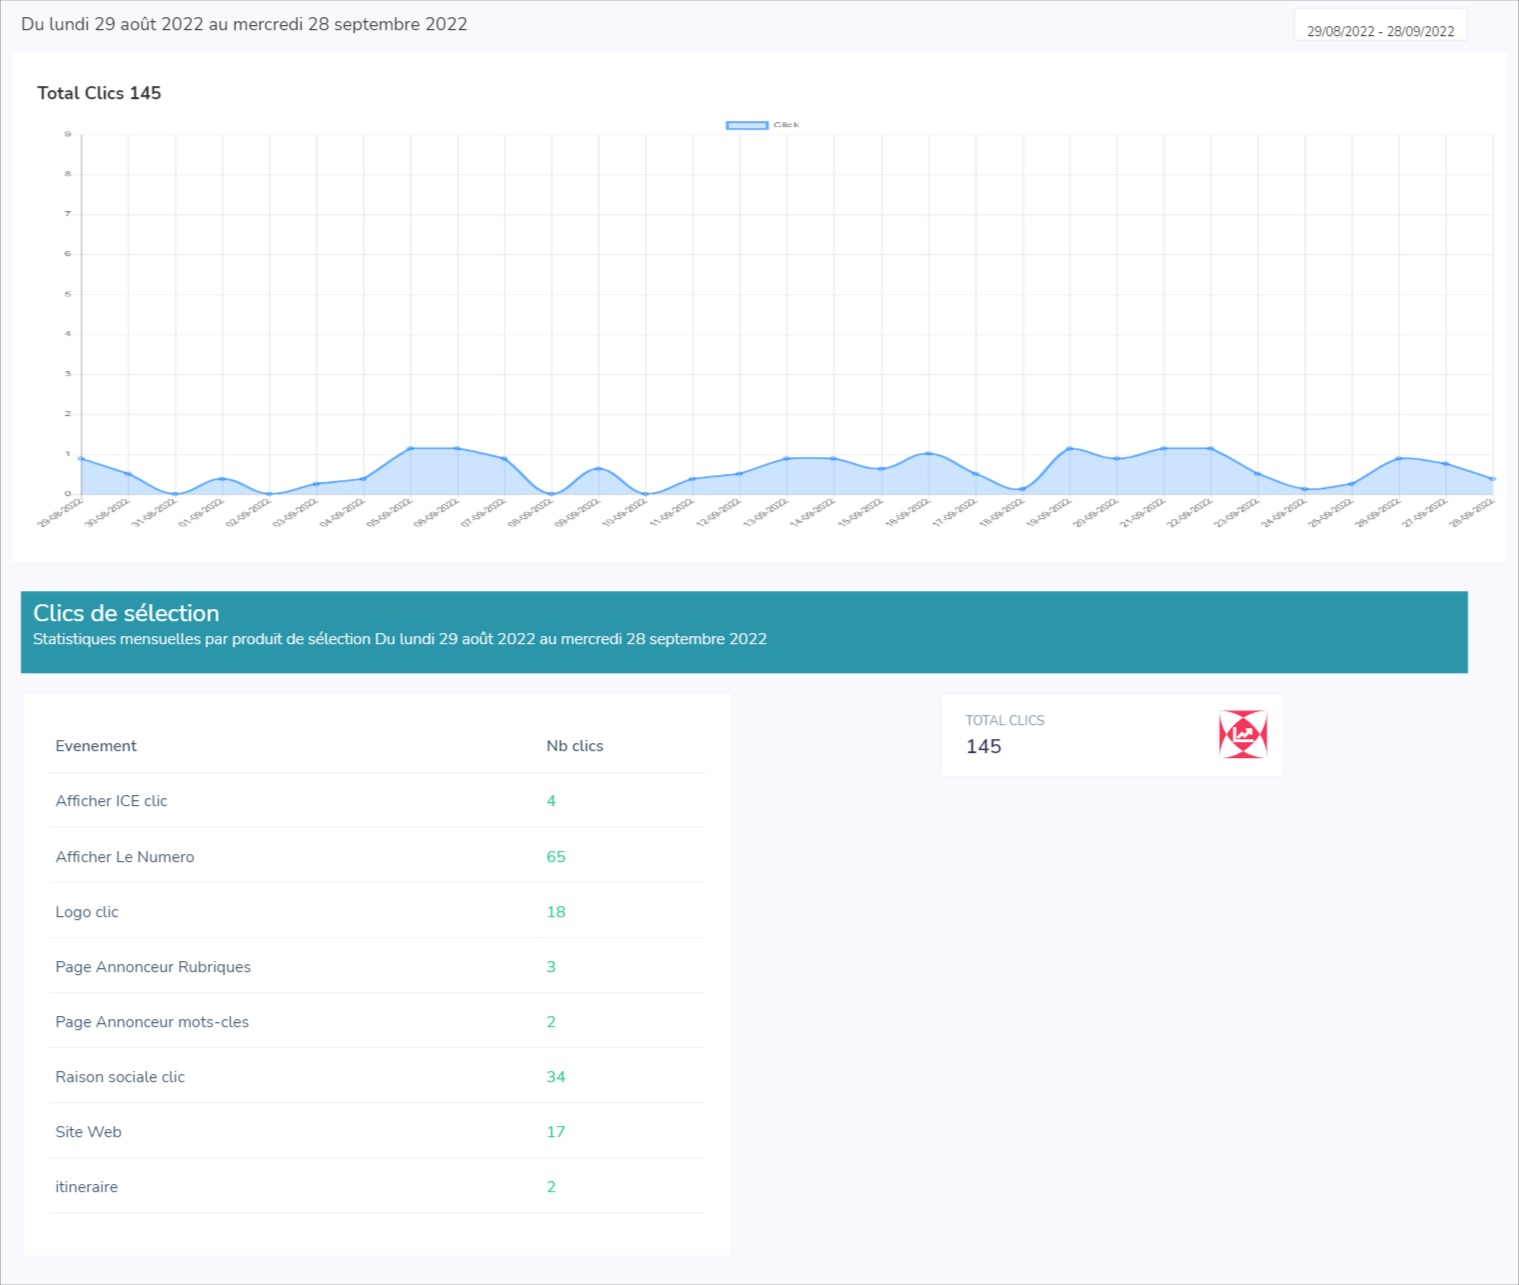 Du lundi 29 août 2022 au mercredi 28 septembre 2022
29/08/2022 - 28/09/2022
Total Clics 145
Click
9
8
7
6
5
4
3
2
1
0
29-08-2022 30-08-2022 31-08-2022 01-09-2022 02-09-2022 03-09-2022 04-09-2022 05-09-2022 06-09-2022 07-09-2022 08-09-2022 09-09-2022 10-09-2022 11-09-2022 12-09-2022 13-09-2022 14-09-2022 15-09-2022 16-09-2022 17-09-2022 18-09-2022 19-09-2022 20-09-2022 21-09-2022 22-09-2022 23-09-2022 24-09-2022 25-09-2022 26-09-2022 27-09-2022 28-09-2022
Clics de sélection
Statistiques mensuelles par produit de sélection Du lundi 29 août 2022 au mercredi 28 septembre 2022
TOTAL CLICS
145
Evenement Nb clics
Afficher ICE clic 4
Afficher Le Numero 65
Logo clic 18
Page Annonceur Rubriques 3
Page Annonceur mots-cles 2
Raison sociale clic 34
Site Web 17
itineraire 2